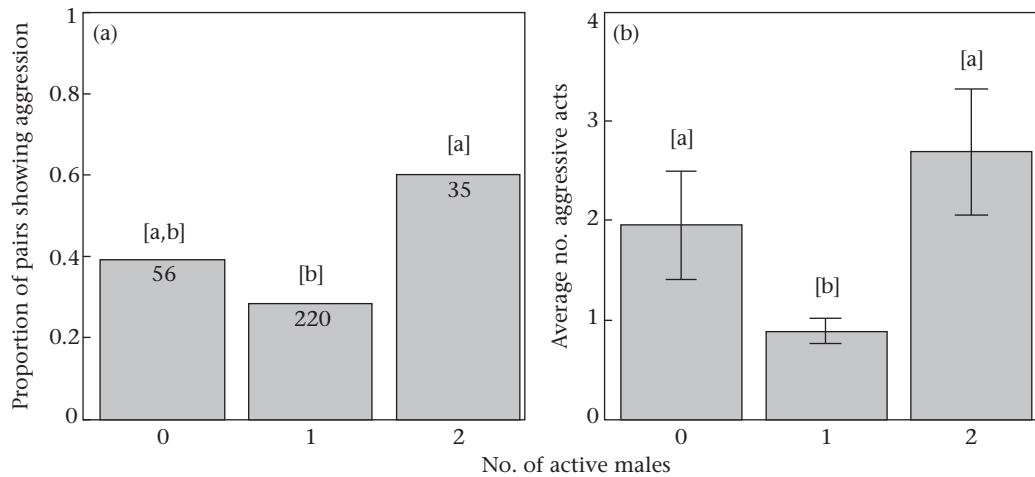 (a)
Proportion of pairs showing aggression
1
0.8
0.6
0.4
0.2
0
[a,b]
56
[b]
220
[a]
35
0 1 2
(b)
Average no. aggressive acts
4
3
2
1
0
[a]
[b]
[a]
0 1 2
No. of active males